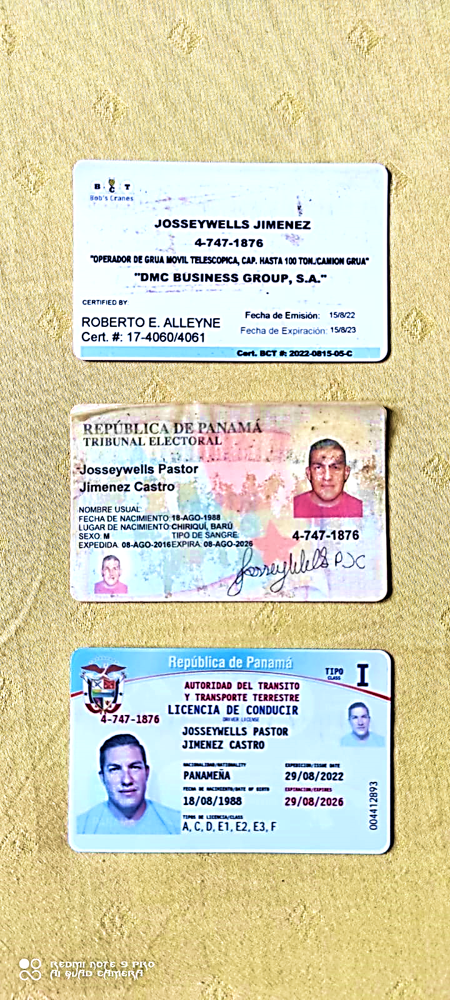 B C T
Bob's Cranes
JOSSEYWELLS JIMENEZ
4-747-1876
"OPERADOR DE GRUA MOVIL TELESCOPICA, CAP. HASTA 100 TON./CAMION GRUA"
"DMC BUSINESS GROUP, S.A."
CERTIFIED BY:
ROBERTO E. ALLEYNE
Cert. #: 17-4060/4061
Fecha de Emisión: 15/8/22
Fecha de Expiración: 15/8/23
Cert. BCT #: 2022-0815-05-C
REPÚBLICA DE PANAMÁ
TRIBUNAL ELECTORAL
Josseywells Pastor
Jimenez Castro
NOMBRE USUAL:
FECHA DE NACIMIENTO: 18-AGO-1988
LUGAR DE NACIMIENTO: CHIRIQUÍ, BARÚ
SEXO: M TIPO DE SANGRE:
EXPEDIDA: 08-AGO-2016 EXPIRA: 08-AGO-2026
4-747-1876
JosseyWells PJC
República de Panamá
TIPO
CLASS
I
AUTORIDAD DEL TRANSITO
Y TRANSPORTE TERRESTRE
LICENCIA DE CONDUCIR
DRIVER LICENSE
4-747-1876
JOSSEYWELLS PASTOR
JIMENEZ CASTRO
NACIONALIDAD/NATIONALITY
PANAMEÑA
EXPEDICION/ISSUE DATE
29/08/2022
FECHA DE NACIMIENTO/DATE OF BIRTH
18/08/1988
EXPIRACION/EXPIRES
29/08/2026
TIPOS DE LICENCIA/CLASS
A, C, D, E1, E2, E3, F
004412893
REDMI NOTE 9 PRO
AI QUAD CAMERA